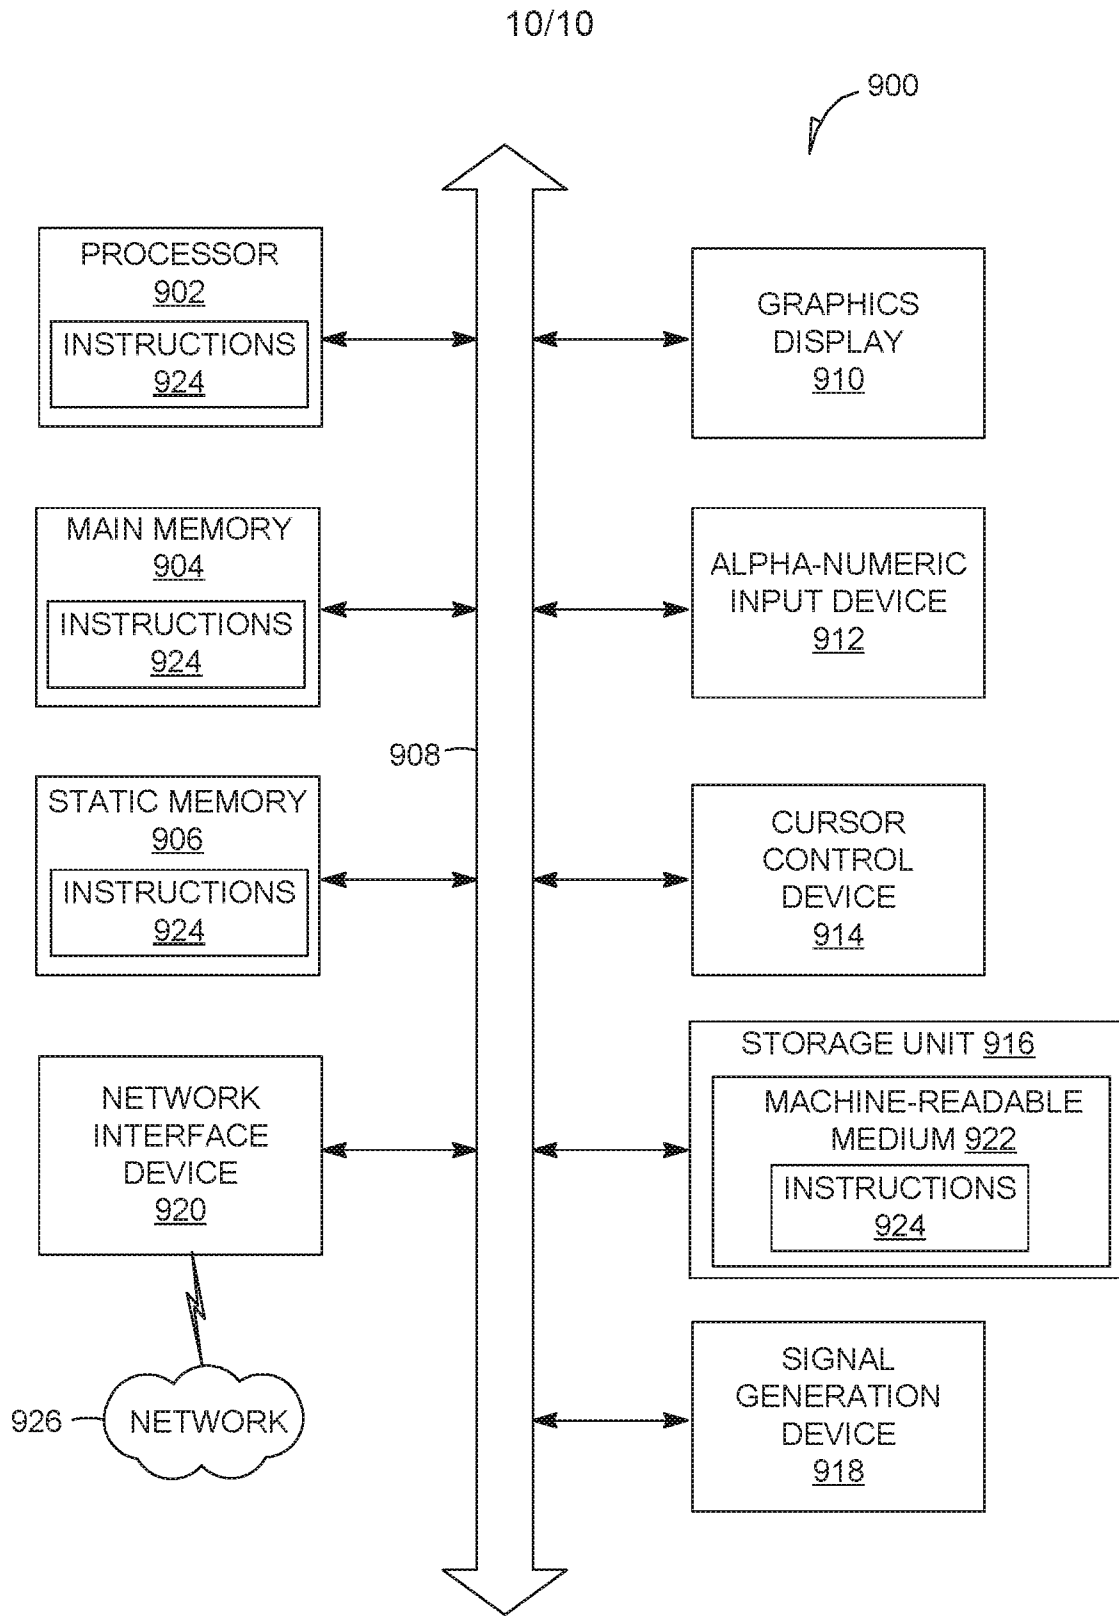 10/10
900
PROCESSOR
902
INSTRUCTIONS
924
GRAPHICS
DISPLAY
910
MAIN MEMORY
904
INSTRUCTIONS
924
ALPHA-NUMERIC
INPUT DEVICE
912
908
STATIC MEMORY
906
INSTRUCTIONS
924
CURSOR
CONTROL
DEVICE
914
NETWORK
INTERFACE
DEVICE
920
STORAGE UNIT 916
MACHINE-READABLE
MEDIUM 922
INSTRUCTIONS
924
926
NETWORK
SIGNAL
GENERATION
DEVICE
918